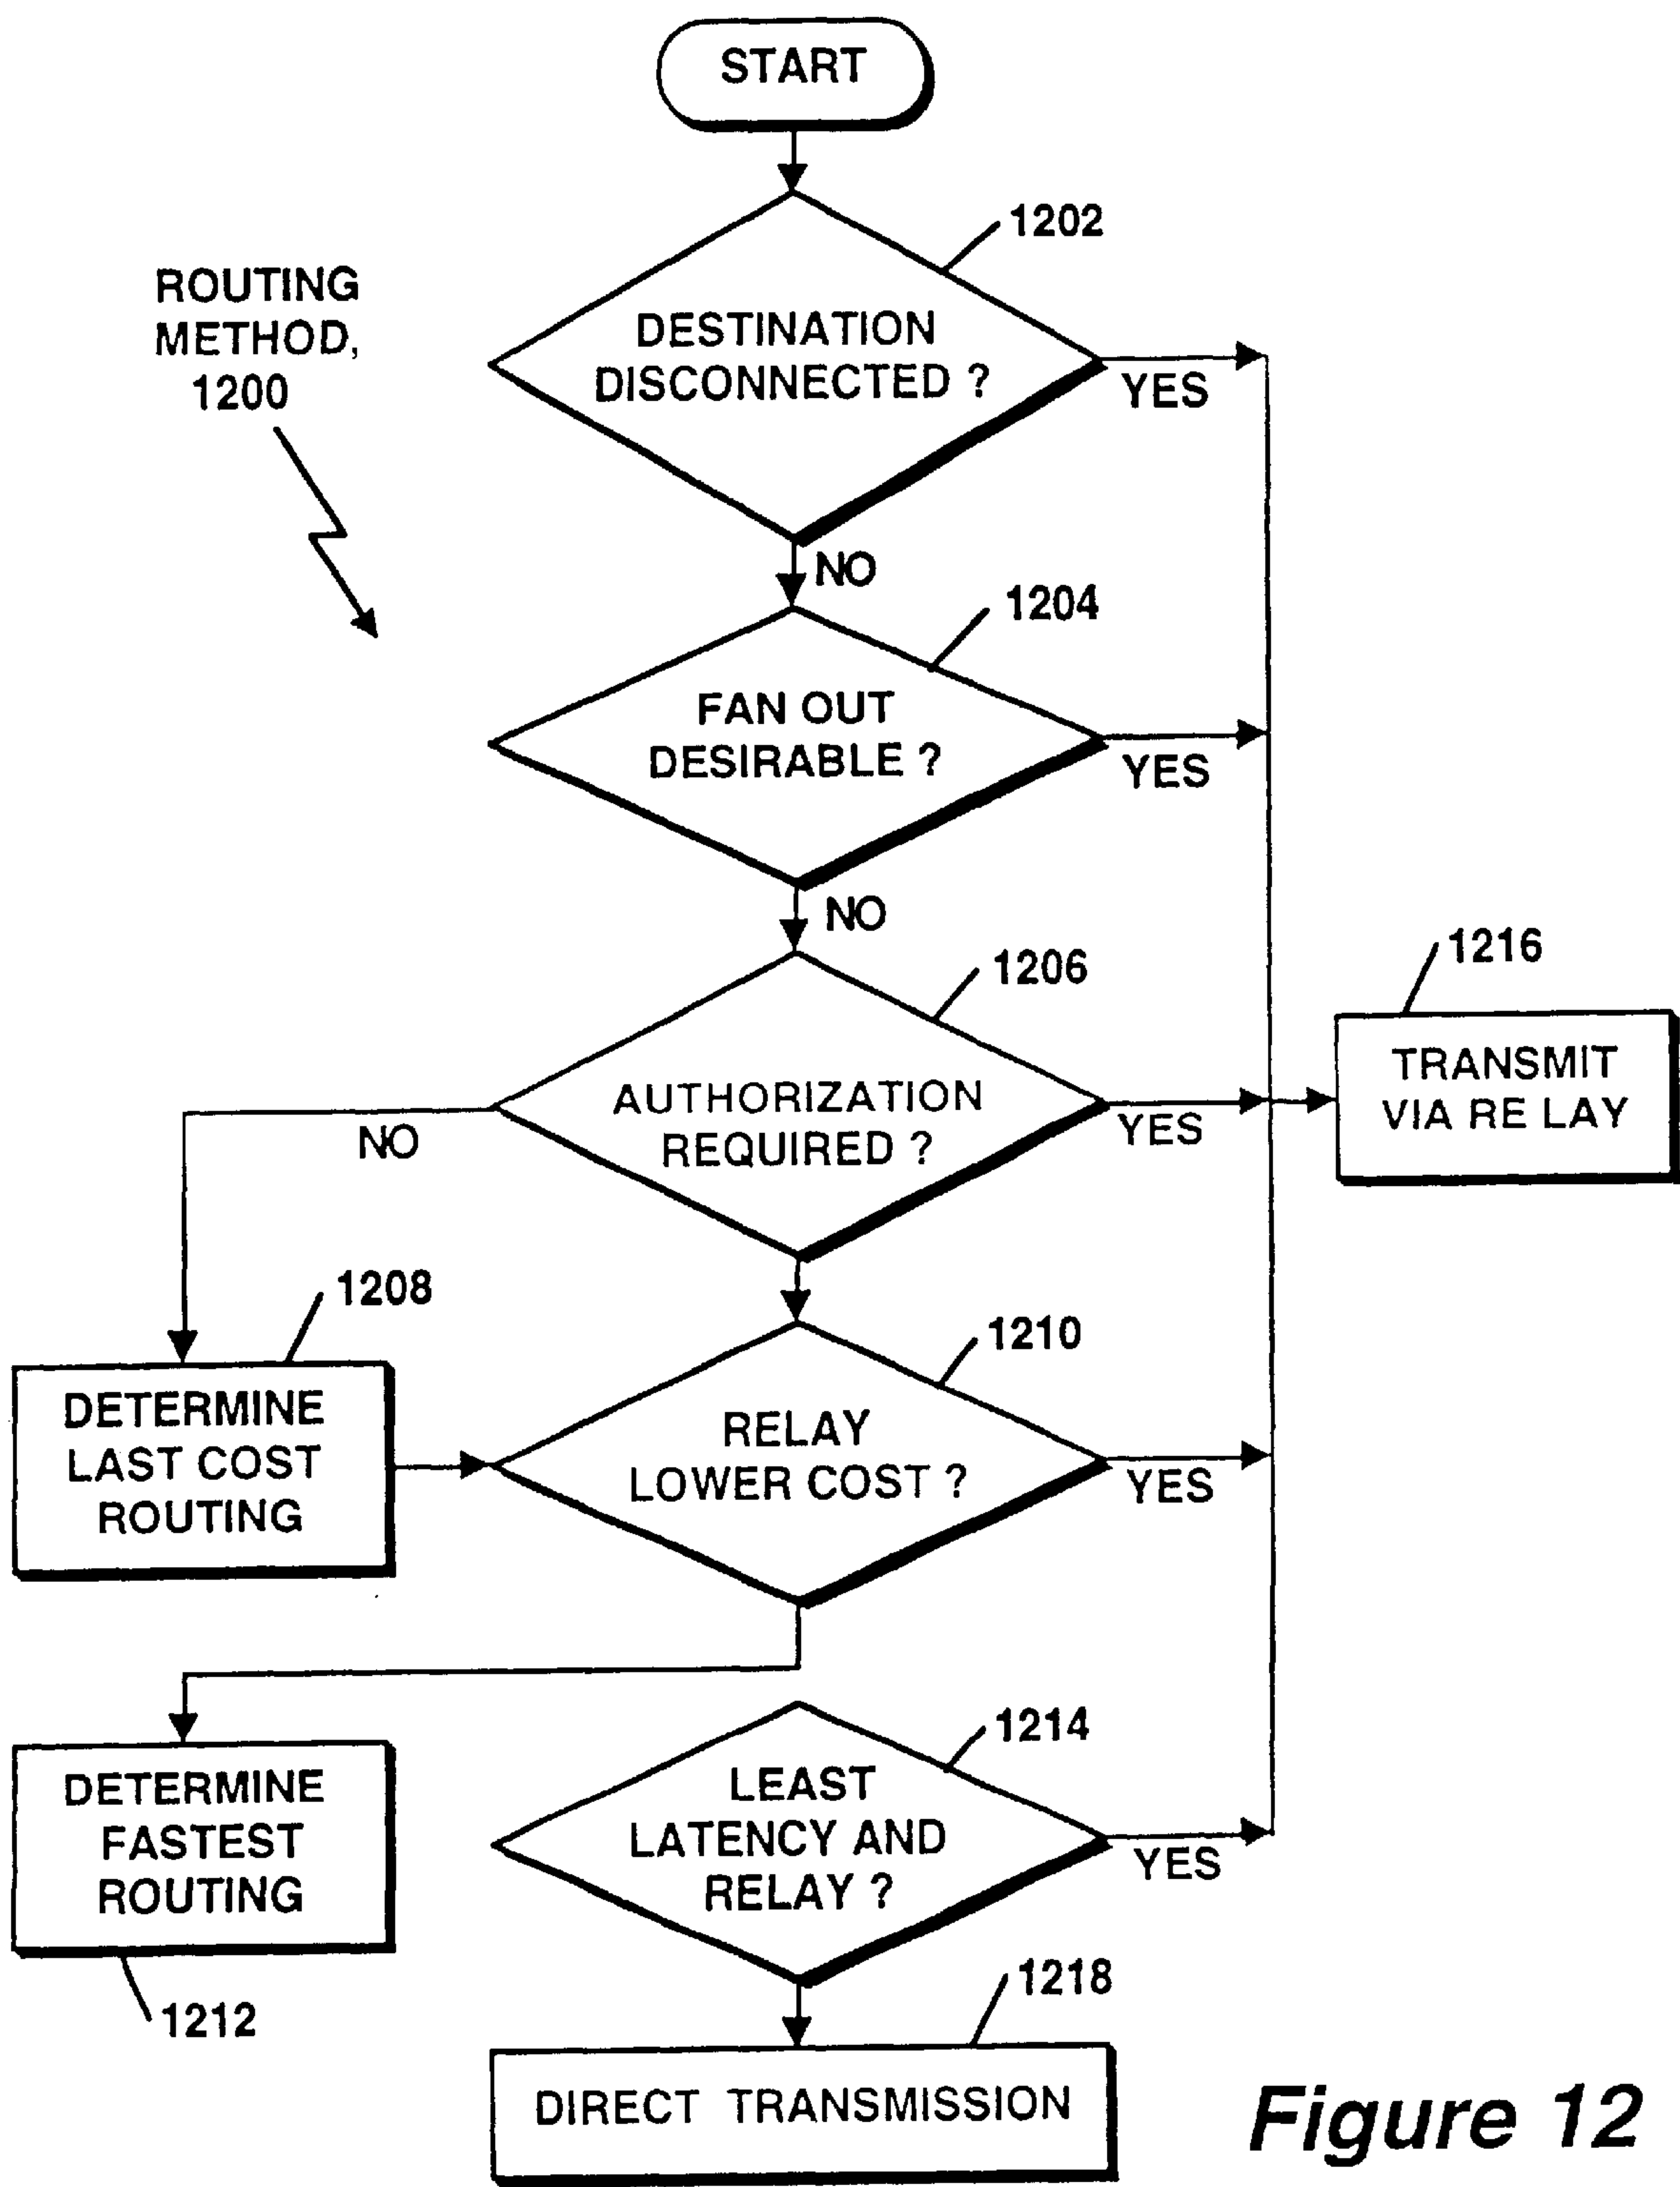 START
1202
ROUTING
METHOD,
1200
DESTINATION
DISCONNECTED ?
YES
NO
1204
FAN OUT
DESIRABLE ?
YES
NO
1206
1216
TRANSMIT
VIA RE LAY
AUTHORIZATION
REQUIRED ?
YES
NO
1208
1210
DETERMINE
LAST COST
ROUTING
RELAY
LOWER COST ?
YES
1214
DETERMINE
FASTEST
ROUTING
LEAST
LATENCY AND
RELAY ?
YES
1212
1218
DIRECT TRANSMISSION
Figure 12